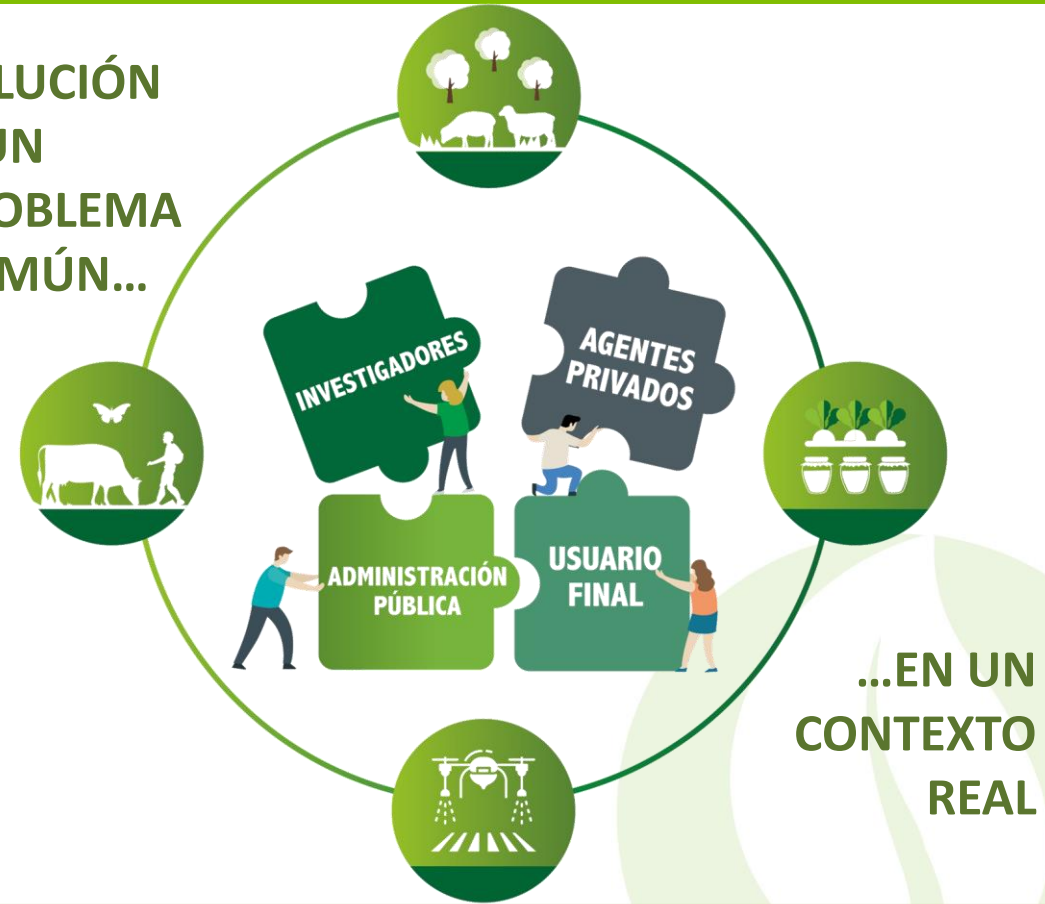 LUCIÓN
UN
OBLEMA
MÚN...
INVESTIGADORES
AGENTES
PRIVADOS
ADMINISTRACIÓN
PÚBLICA
USUARIO
FINAL
...EN UN
CONTEXTO
REAL